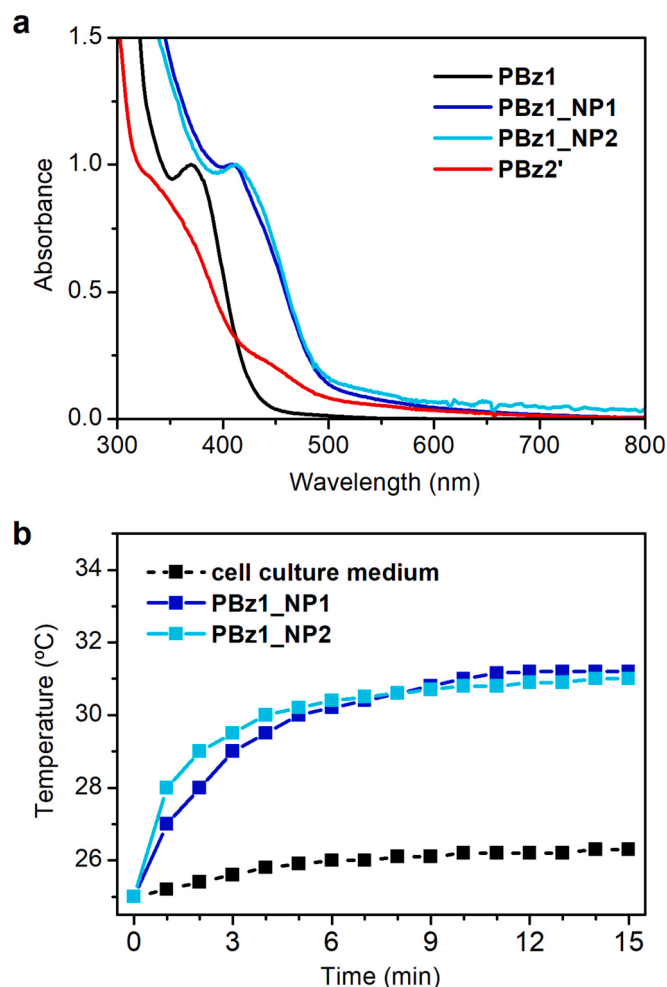 a
PBz1
PBz1_NP1
PBz1_NP2
PBz2'
Absorbance
1.5
1.0
0.5
0.0
300 400 500 600 700 800
Wavelength (nm)
b
cell culture medium
PBz1_NP1
PBz1_NP2
Temperature (ºC)
34
32
30
28
26
0 3 6 9 12 15
Time (min)